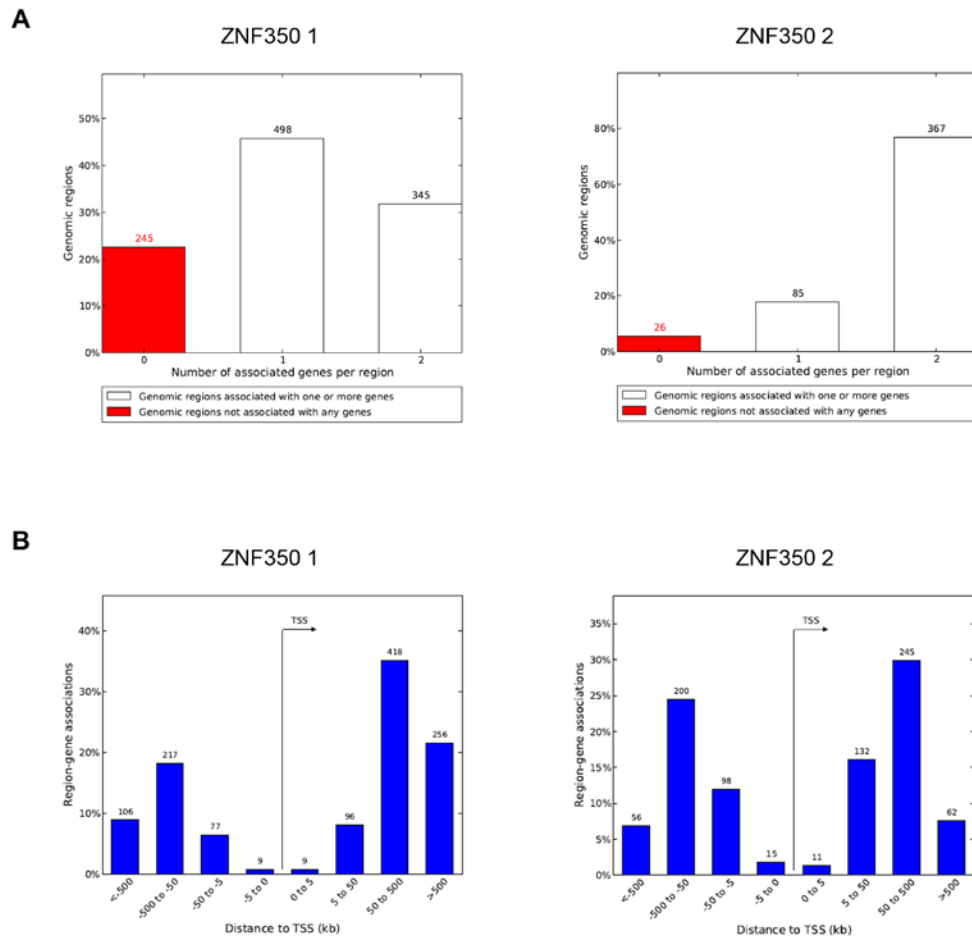 A
ZNF350 1
ZNF350 2
Genomic regions
50%
40%
30%
20%
10%
0%
245
498
345
0
1
2
Number of associated genes per region
Genomic regions associated with one or more genes
Genomic regions not associated with any genes
Genomic regions
80%
60%
40%
20%
0%
26
85
367
0
1
2
Number of associated genes per region
Genomic regions associated with one or more genes
Genomic regions not associated with any genes
B
ZNF350 1
ZNF350 2
Region-gene associations
40%
30%
20%
10%
0%
TSS
106
217
77
9
9
96
418
256
<-500
-500 to -50
-50 to -5
-5 to 0
0 to 5
5 to 50
50 to 500
>500
Distance to TSS (kb)
Region-gene associations
35%
30%
25%
20%
15%
10%
5%
0%
TSS
56
200
98
15
11
132
245
62
<-500
-500 to -50
-50 to -5
-5 to 0
0 to 5
5 to 50
50 to 500
>500
Distance to TSS (kb)